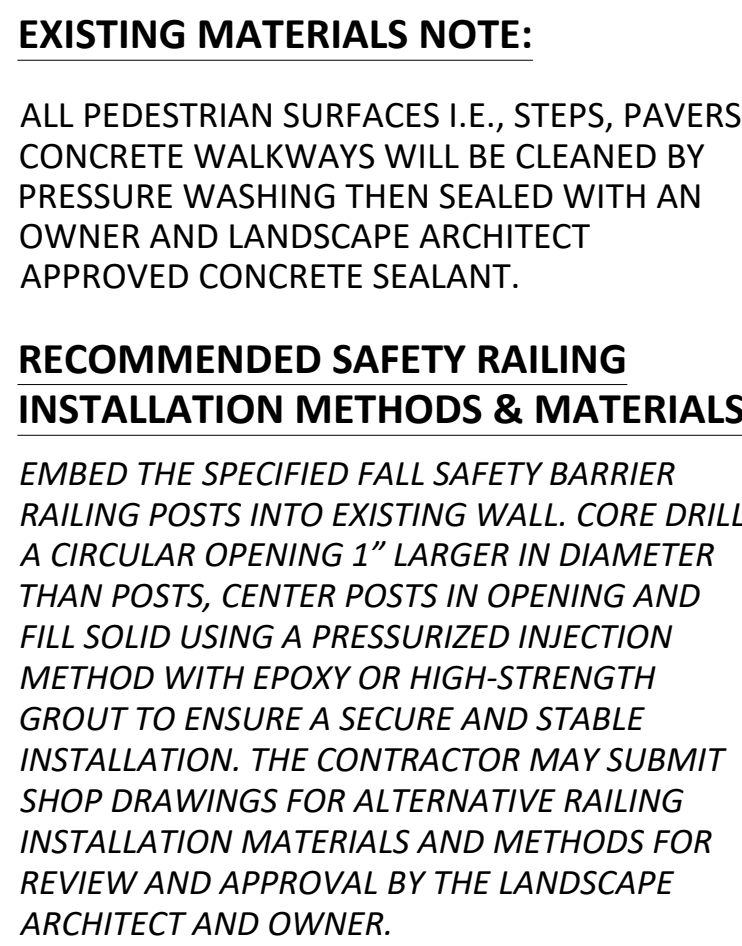 EXISTING MATERIALS NOTE:
ALL PEDESTRIAN SURFACES I.E., STEPS, PAVERS
CONCRETE WALKWAYS WILL BE CLEANED BY
PRESSURE WASHING THEN SEALED WITH AN
OWNER AND LANDSCAPE ARCHITECT
APPROVED CONCRETE SEALANT.
RECOMMENDED SAFETY RAILING
INSTALLATION METHODS & MATERIALS
EMBED THE SPECIFIED FALL SAFETY BARRIER
RAILING POSTS INTO EXISTING WALL. CORE DRILL
A CIRCULAR OPENING 1” LARGER IN DIAMETER
THAN POSTS, CENTER POSTS IN OPENING AND
FILL SOLID USING A PRESSURIZED INJECTION
METHOD WITH EPOXY OR HIGH-STRENGTH
GROUT TO ENSURE A SECURE AND STABLE
INSTALLATION. THE CONTRACTOR MAY SUBMIT
SHOP DRAWINGS FOR ALTERNATIVE RAILING
INSTALLATION MATERIALS AND METHODS FOR
REVIEW AND APPROVAL BY THE LANDSCAPE
ARCHITECT AND OWNER.